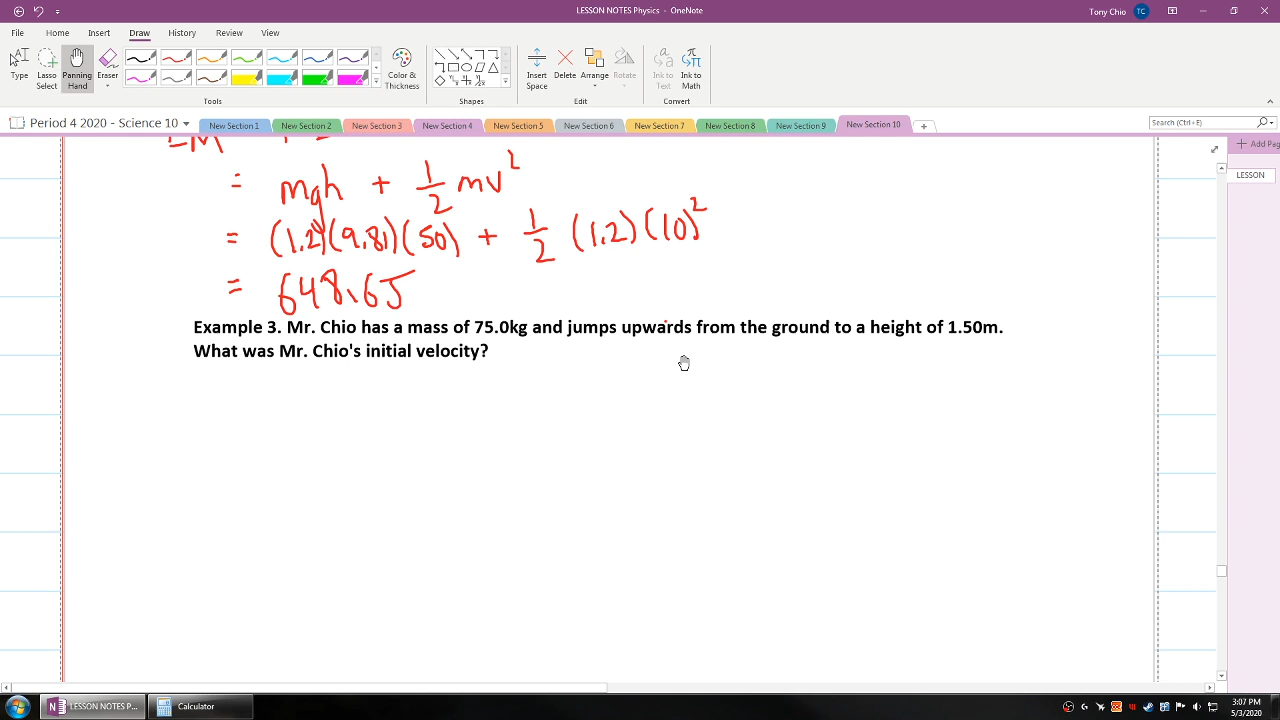 LESSON NOTES Physics - OneNote
Tony Chio
TC
File Home Insert Draw History Review View
Type
Lasso Select
Panning Hand
Eraser
Color & Thickness
Insert Space
Delete
Arrange
Rotate
Ink to Text
Ink to Math
Tools
Shapes
Edit
Convert
Period 4 2020 - Science 10
New Section 1
New Section 2
New Section 3
New Section 4
New Section 5
New Section 6
New Section 7
New Section 8
New Section 9
New Section 10
Search (Ctrl+E)
Add Pag
LESSON
= mgh + 1/2 mv²
= (1.2)(9.81)(50) + 1/2 (1.2)(10)²
= 648.65
Example 3. Mr. Chio has a mass of 75.0kg and jumps upwards from the ground to a height of 1.50m.
What was Mr. Chio's initial velocity?
LESSON NOTES P...
Calculator
3:07 PM
5/3/2020